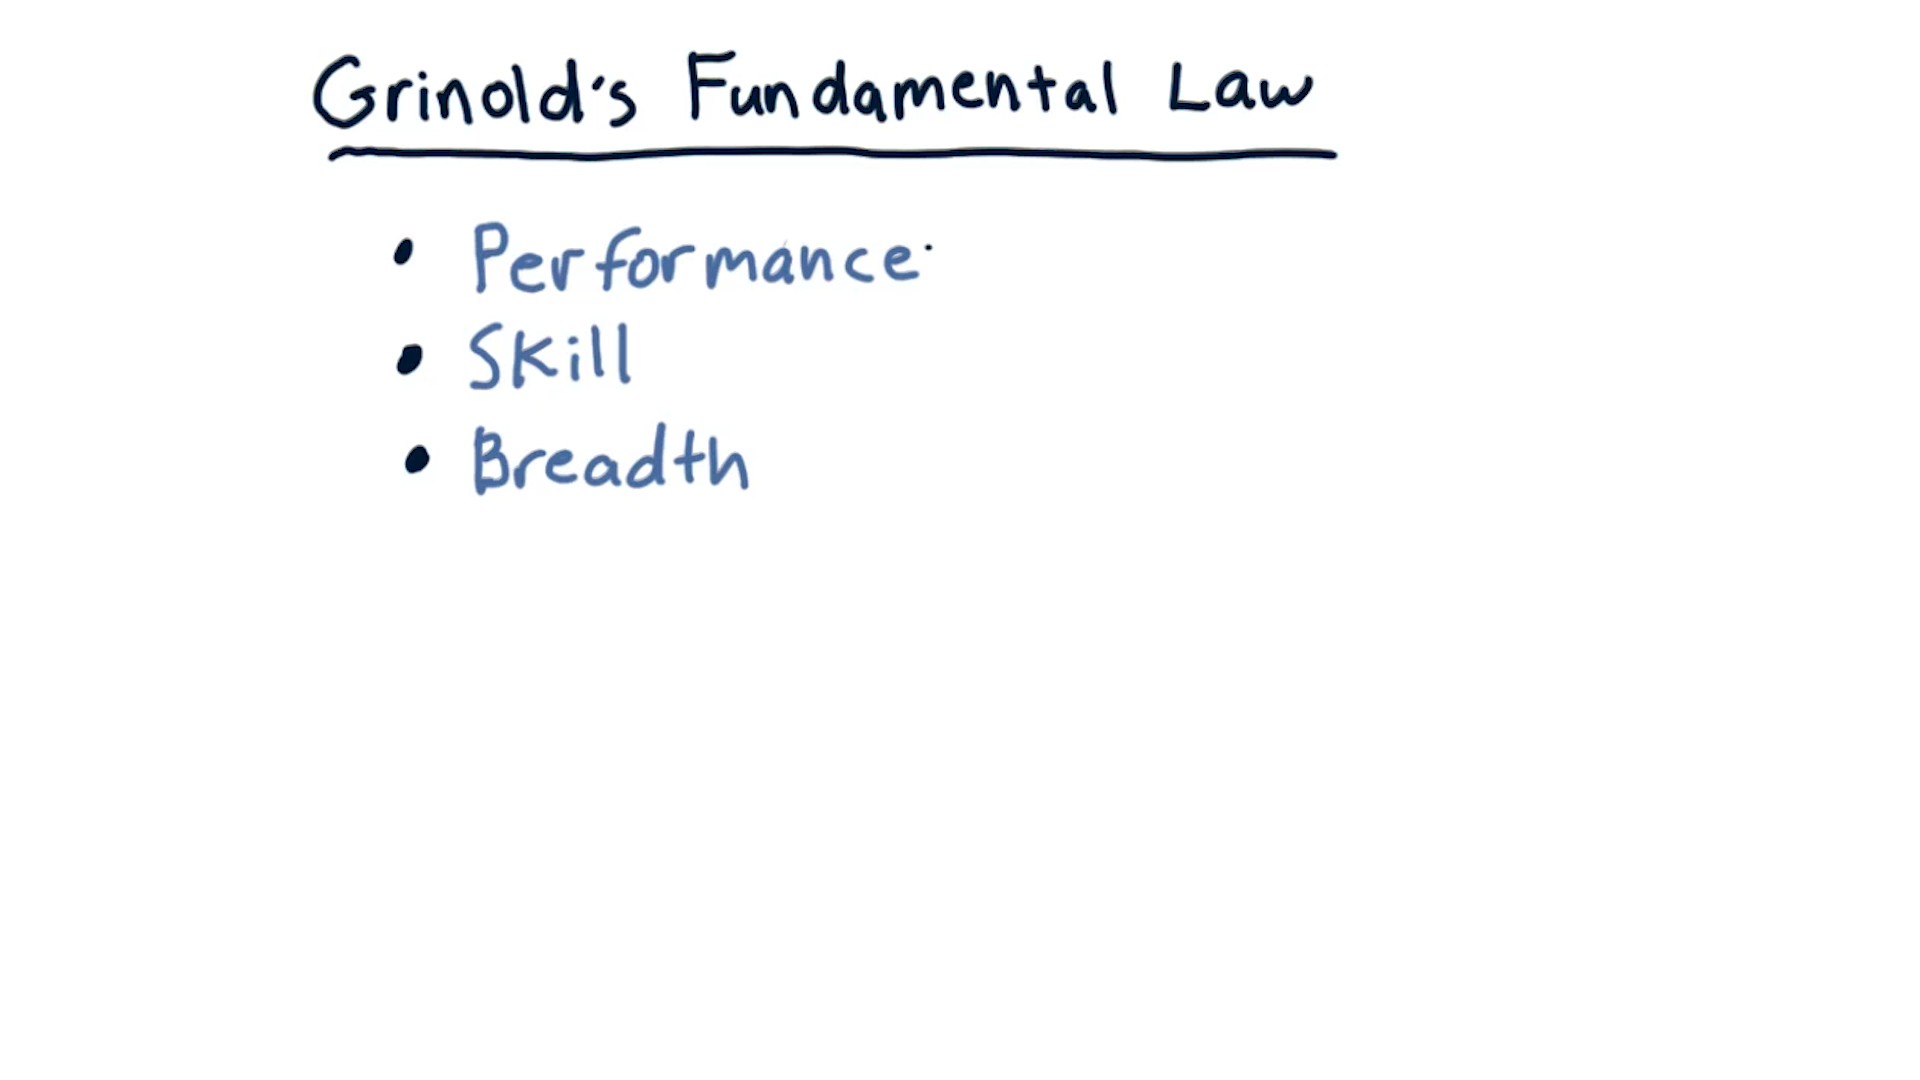 Grinold's Fundamental Law
• Performance
• Skill
• Breadth